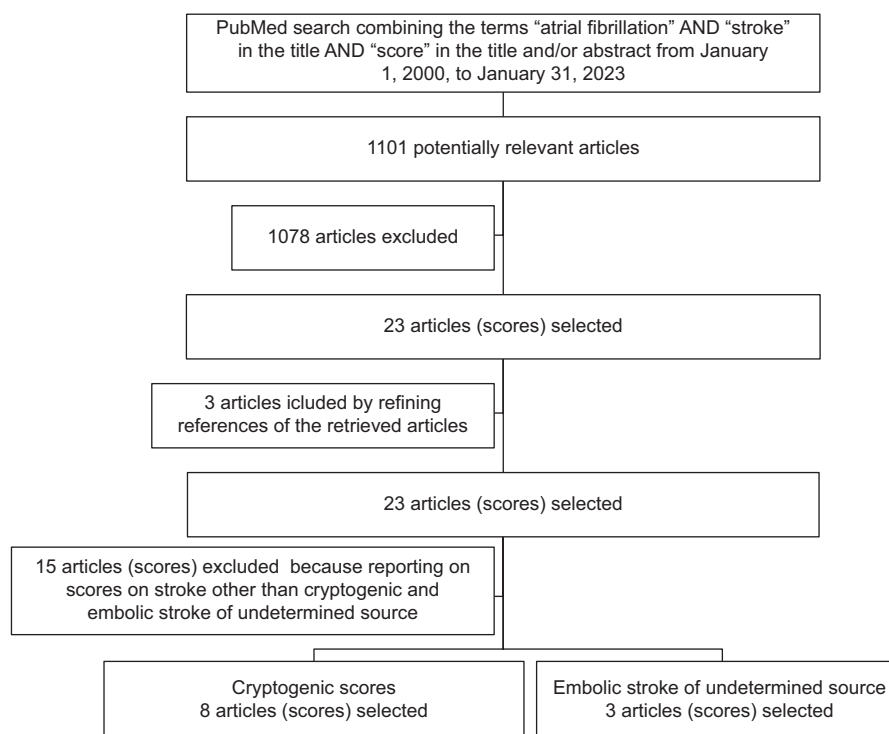 PubMed search combining the terms “atrial fibrillation” AND “stroke”
in the title AND “score” in the title and/or abstract from January
1, 2000, to January 31, 2023
1101 potentially relevant articles
1078 articles excluded
23 articles (scores) selected
3 articles icluded by refining
references of the retrieved articles
23 articles (scores) selected
15 articles (scores) excluded because reporting on
scores on stroke other than cryptogenic and
embolic stroke of undetermined source
Cryptogenic scores
8 articles (scores) selected
Embolic stroke of undetermined source
3 articles (scores) selected